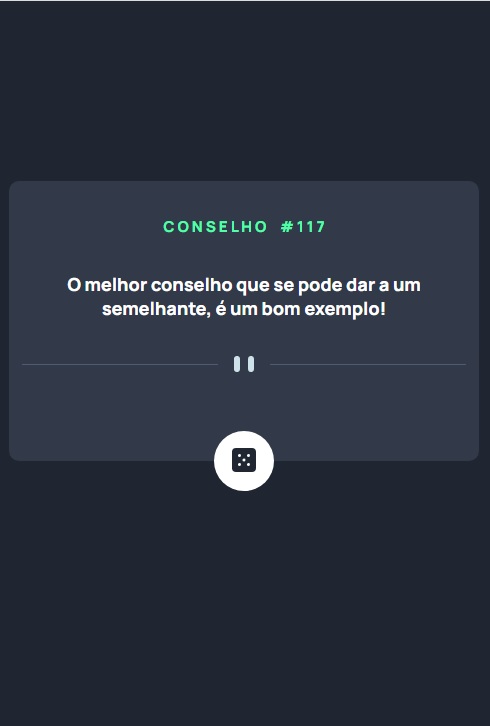 CONSELHO #117
O melhor conselho que se pode dar a um
semelhante, é um bom exemplo!